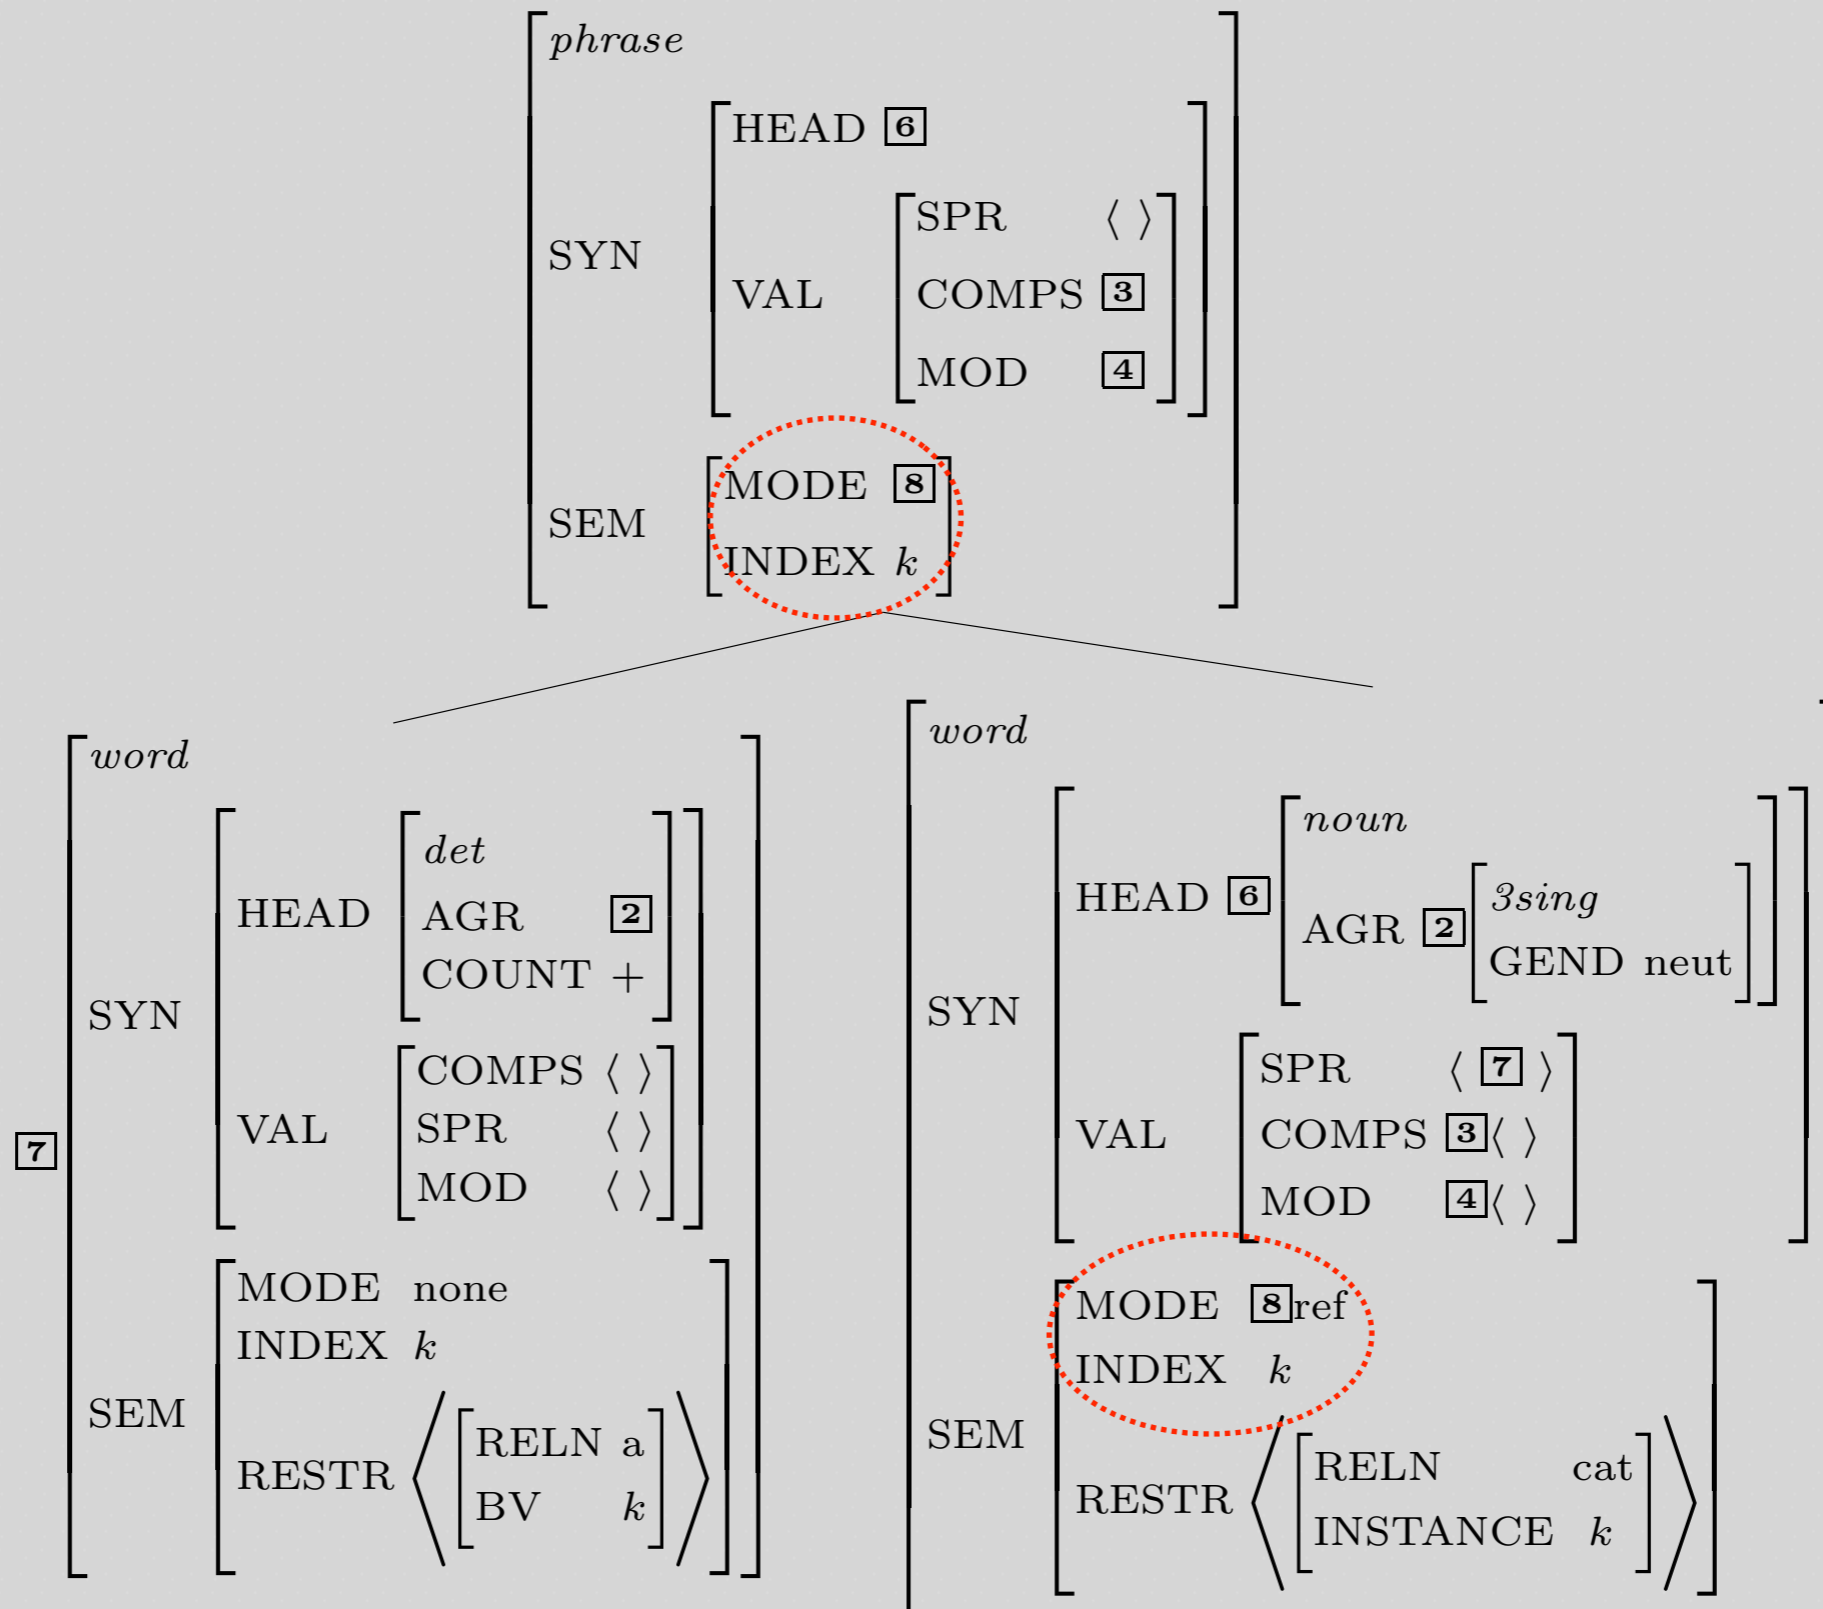 phrase
HEAD 6
SYN
VAL
SPR ⟨ ⟩
COMPS 3
MOD 4
SEM
MODE 8
INDEX k
7
word
SYN
HEAD
det
AGR 2
COUNT +
VAL
COMPS ⟨ ⟩
SPR ⟨ ⟩
MOD ⟨ ⟩
SEM
MODE none
INDEX k
RESTR
RELN a
BV k
word
SYN
HEAD 6
noun
AGR 2
3sing
GEND neut
VAL
SPR ⟨ 7 ⟩
COMPS 3⟨ ⟩
MOD 4⟨ ⟩
SEM
MODE 8ref
INDEX k
RESTR
RELN cat
INSTANCE k